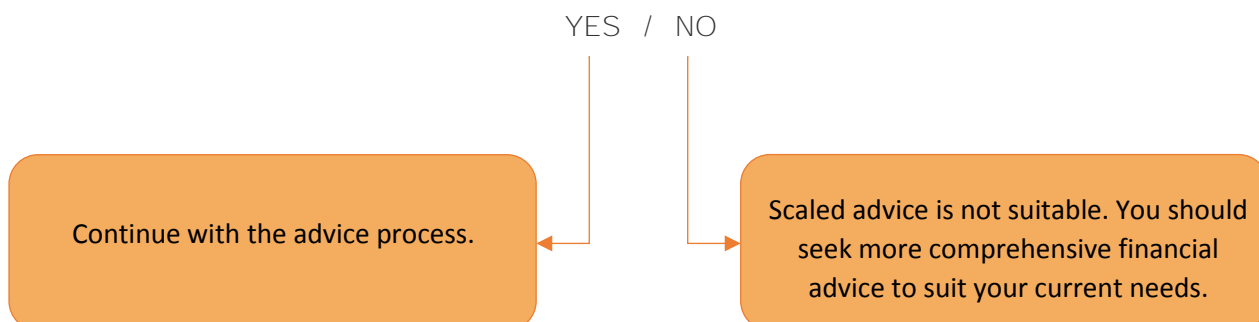 YES / NO
Continue with the advice process.
Scaled advice is not suitable. You should
seek more comprehensive financial
advice to suit your current needs.